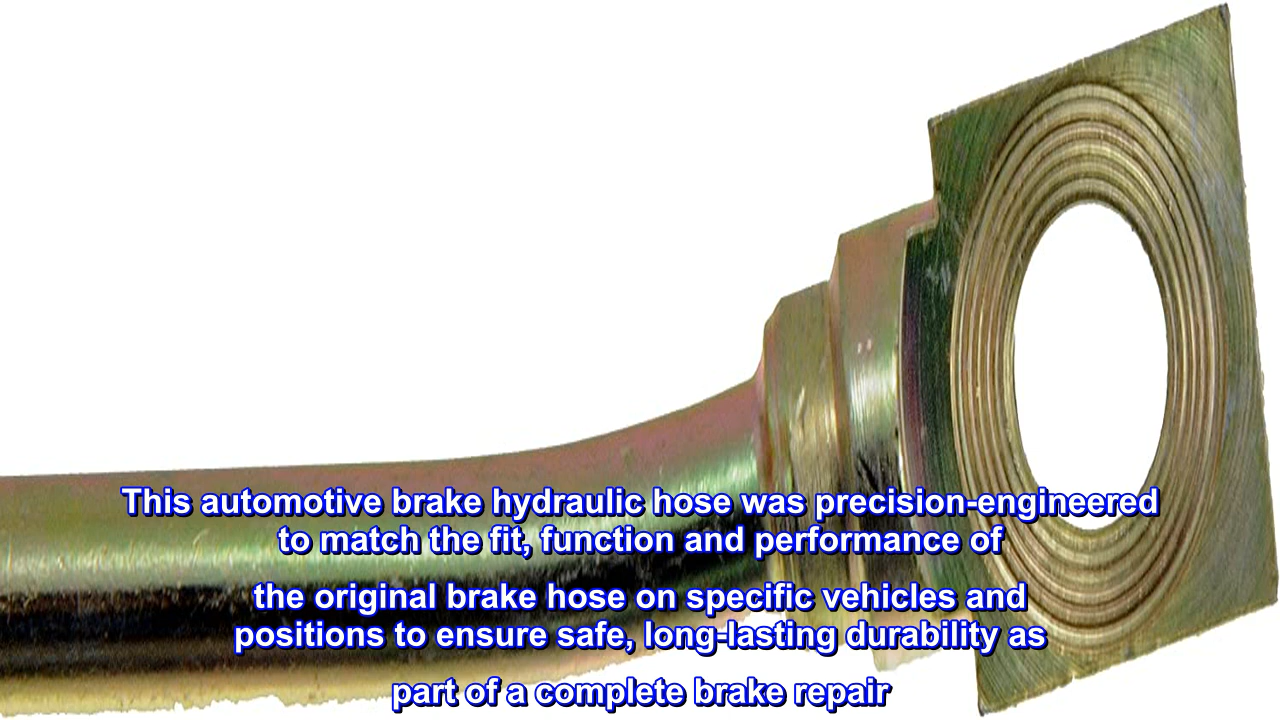 This automotive brake hydraulic hose was precision-engineered
to match the fit, function and performance of
the original brake hose on specific vehicles and
positions to ensure safe, long-lasting durability as
part of a complete brake repair